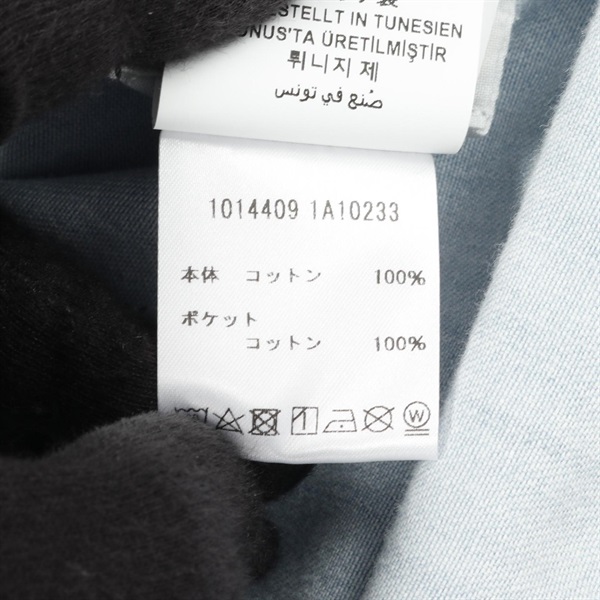 STELLT IN TUNESIEN
NUS'TA ÜRETİLMİŞTİR
튀니지 제
صُنع في تونس
1014409 1A10233
本体 コットン 100%
ポケット
コットン 100%
W